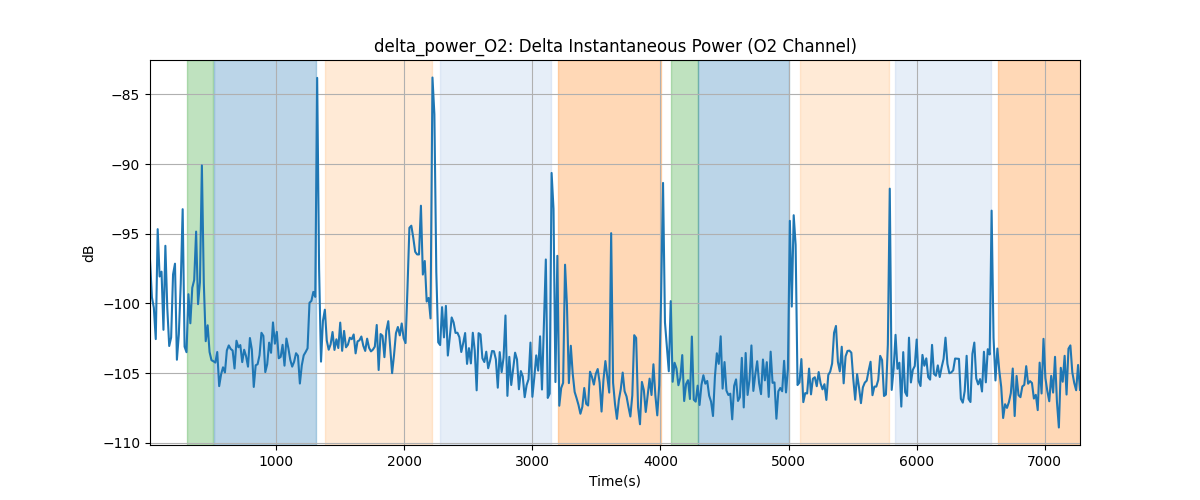 delta_power_O2: Delta Instantaneous Power (O2 Channel)
−85
−90
−95
−100
−105
−110
dB
1000 2000 3000 4000 5000 6000 7000
Time(s)